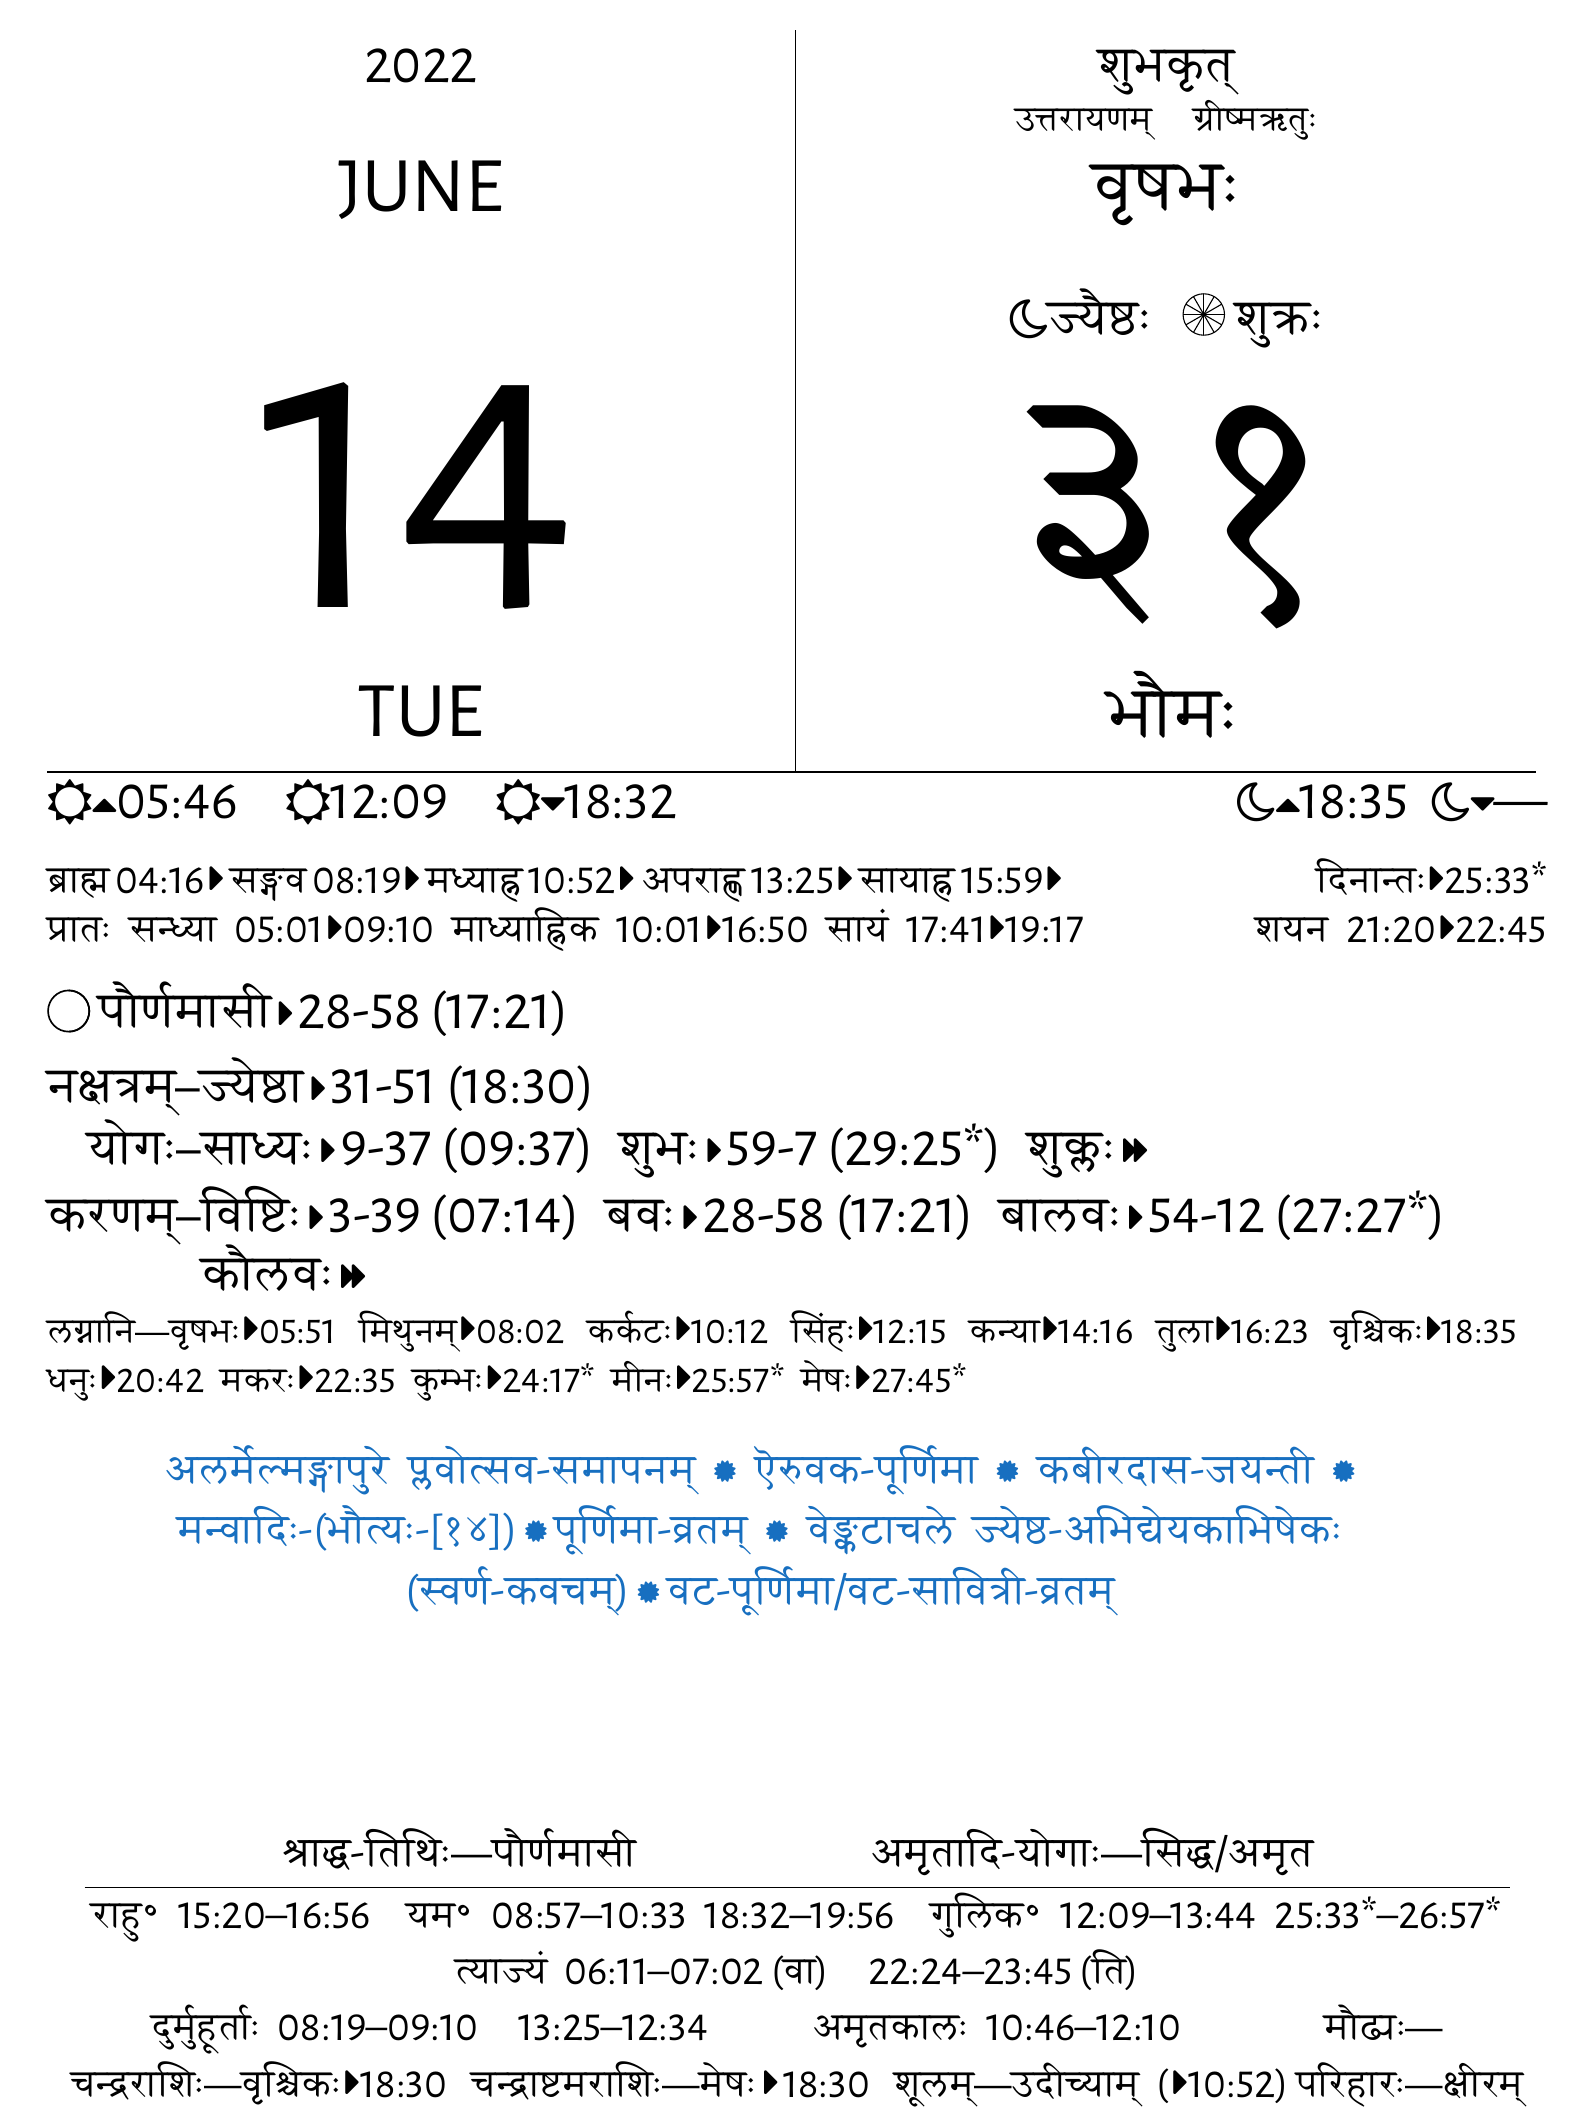 2022
JUNE
14
TUE
शुभकृत्
उत्तरायणम् ग्रीष्मऋतुः
वृषभः
ज्यैष्ठः शुक्रः
३१
भौमः
05:46 12:09 18:32 18:35 —
ब्राह्म 04:16 सङ्गव 08:19 मध्याह्न 10:52 अपराह्ण 13:25 सायाह्न 15:59 दिनान्तः 25:33*
प्रातः सन्ध्या 05:01 09:10 माध्याह्निक 10:01 16:50 सायं 17:41 19:17 शयन 21:20 22:45
पौर्णमासी 28-58 (17:21)
नक्षत्रम्–ज्येष्ठा 31-51 (18:30)
योगः–साध्यः 9-37 (09:37) शुभः 59-7 (29:25*) शुक्लः
करणम्–विष्टिः 3-39 (07:14) बवः 28-58 (17:21) बालवः 54-12 (27:27*)
कौलवः
लग्नानि—वृषभः 05:51 मिथुनम् 08:02 कर्कटः 10:12 सिंहः 12:15 कन्या 14:16 तुला 16:23 वृश्चिकः 18:35
धनुः 20:42 मकरः 22:35 कुम्भः 24:17* मीनः 25:57* मेषः 27:45*
अलर्मेल्मङ्गापुरे प्लवोत्सव-समापनम् ✹ ऎरुवक-पूर्णिमा ✹ कबीरदास-जयन्ती ✹
मन्वादिः-(भौत्यः-[१४]) ✹ पूर्णिमा-व्रतम् ✹ वेङ्कटाचले ज्येष्ठ-अभिद्येयकाभिषेकः
(स्वर्ण-कवचम्) ✹ वट-पूर्णिमा/वट-सावित्री-व्रतम्
श्राद्ध-तिथिः—पौर्णमासी अमृतादि-योगाः—सिद्ध/अमृत
राहु॰ 15:20–16:56 यम॰ 08:57–10:33 18:32–19:56 गुलिक॰ 12:09–13:44 25:33*–26:57*
त्याज्यं 06:11–07:02 (वा) 22:24–23:45 (ति)
दुर्मुहूर्ताः 08:19–09:10 13:25–12:34 अमृतकालः 10:46–12:10 मौढ्यः—
चन्द्रराशिः—वृश्चिकः 18:30 चन्द्राष्टमराशिः—मेषः 18:30 शूलम्—उदीच्याम् (10:52) परिहारः—क्षीरम्